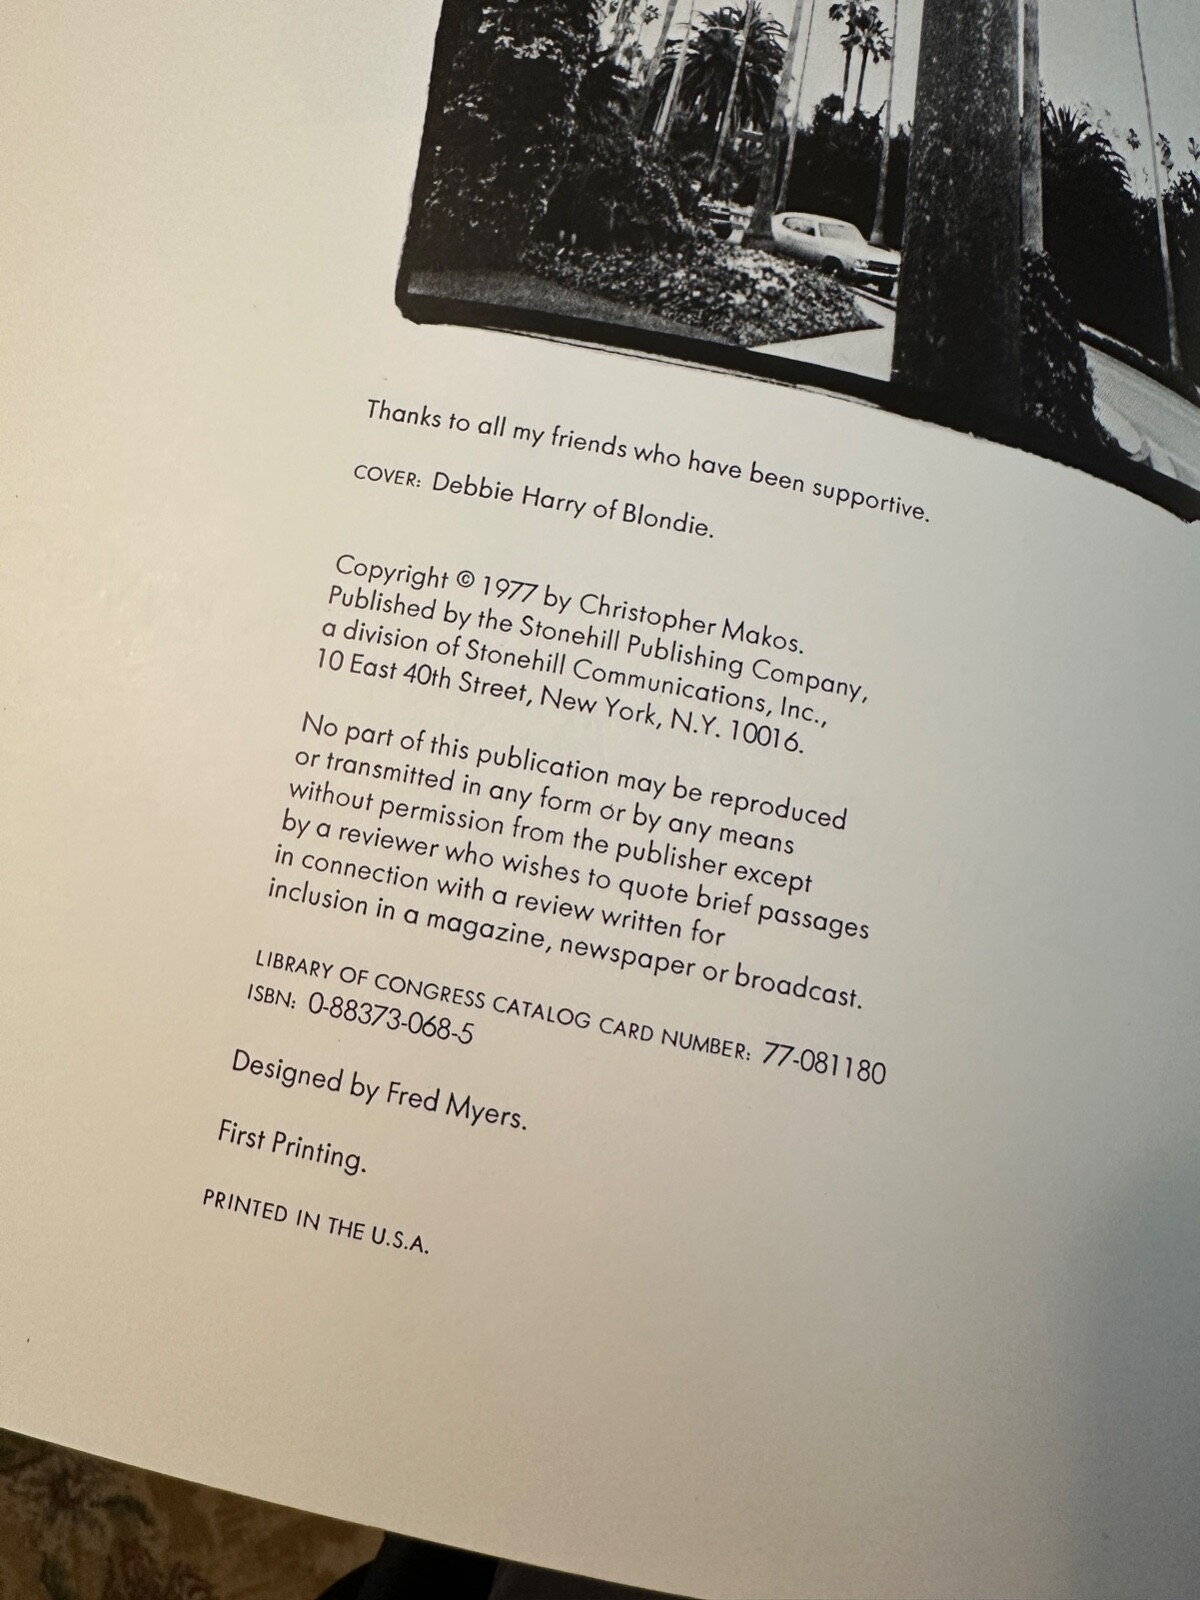 Thanks to all my friends who have been supportive.
COVER: Debbie Harry of Blondie.
Copyright © 1977 by Christopher Makos.
Published by the Stonehill Publishing Company,
a division of Stonehill Communications, Inc.,
10 East 40th Street, New York, N.Y. 10016.
No part of this publication may be reproduced
or transmitted in any form or by any means
without permission from the publisher except
by a reviewer who wishes to quote brief passages
in connection with a review written for
inclusion in a magazine, newspaper or broadcast.
LIBRARY OF CONGRESS CATALOG CARD NUMBER: 77-081180
ISBN: 0-88373-068-5
Designed by Fred Myers.
First Printing.
PRINTED IN THE U.S.A.